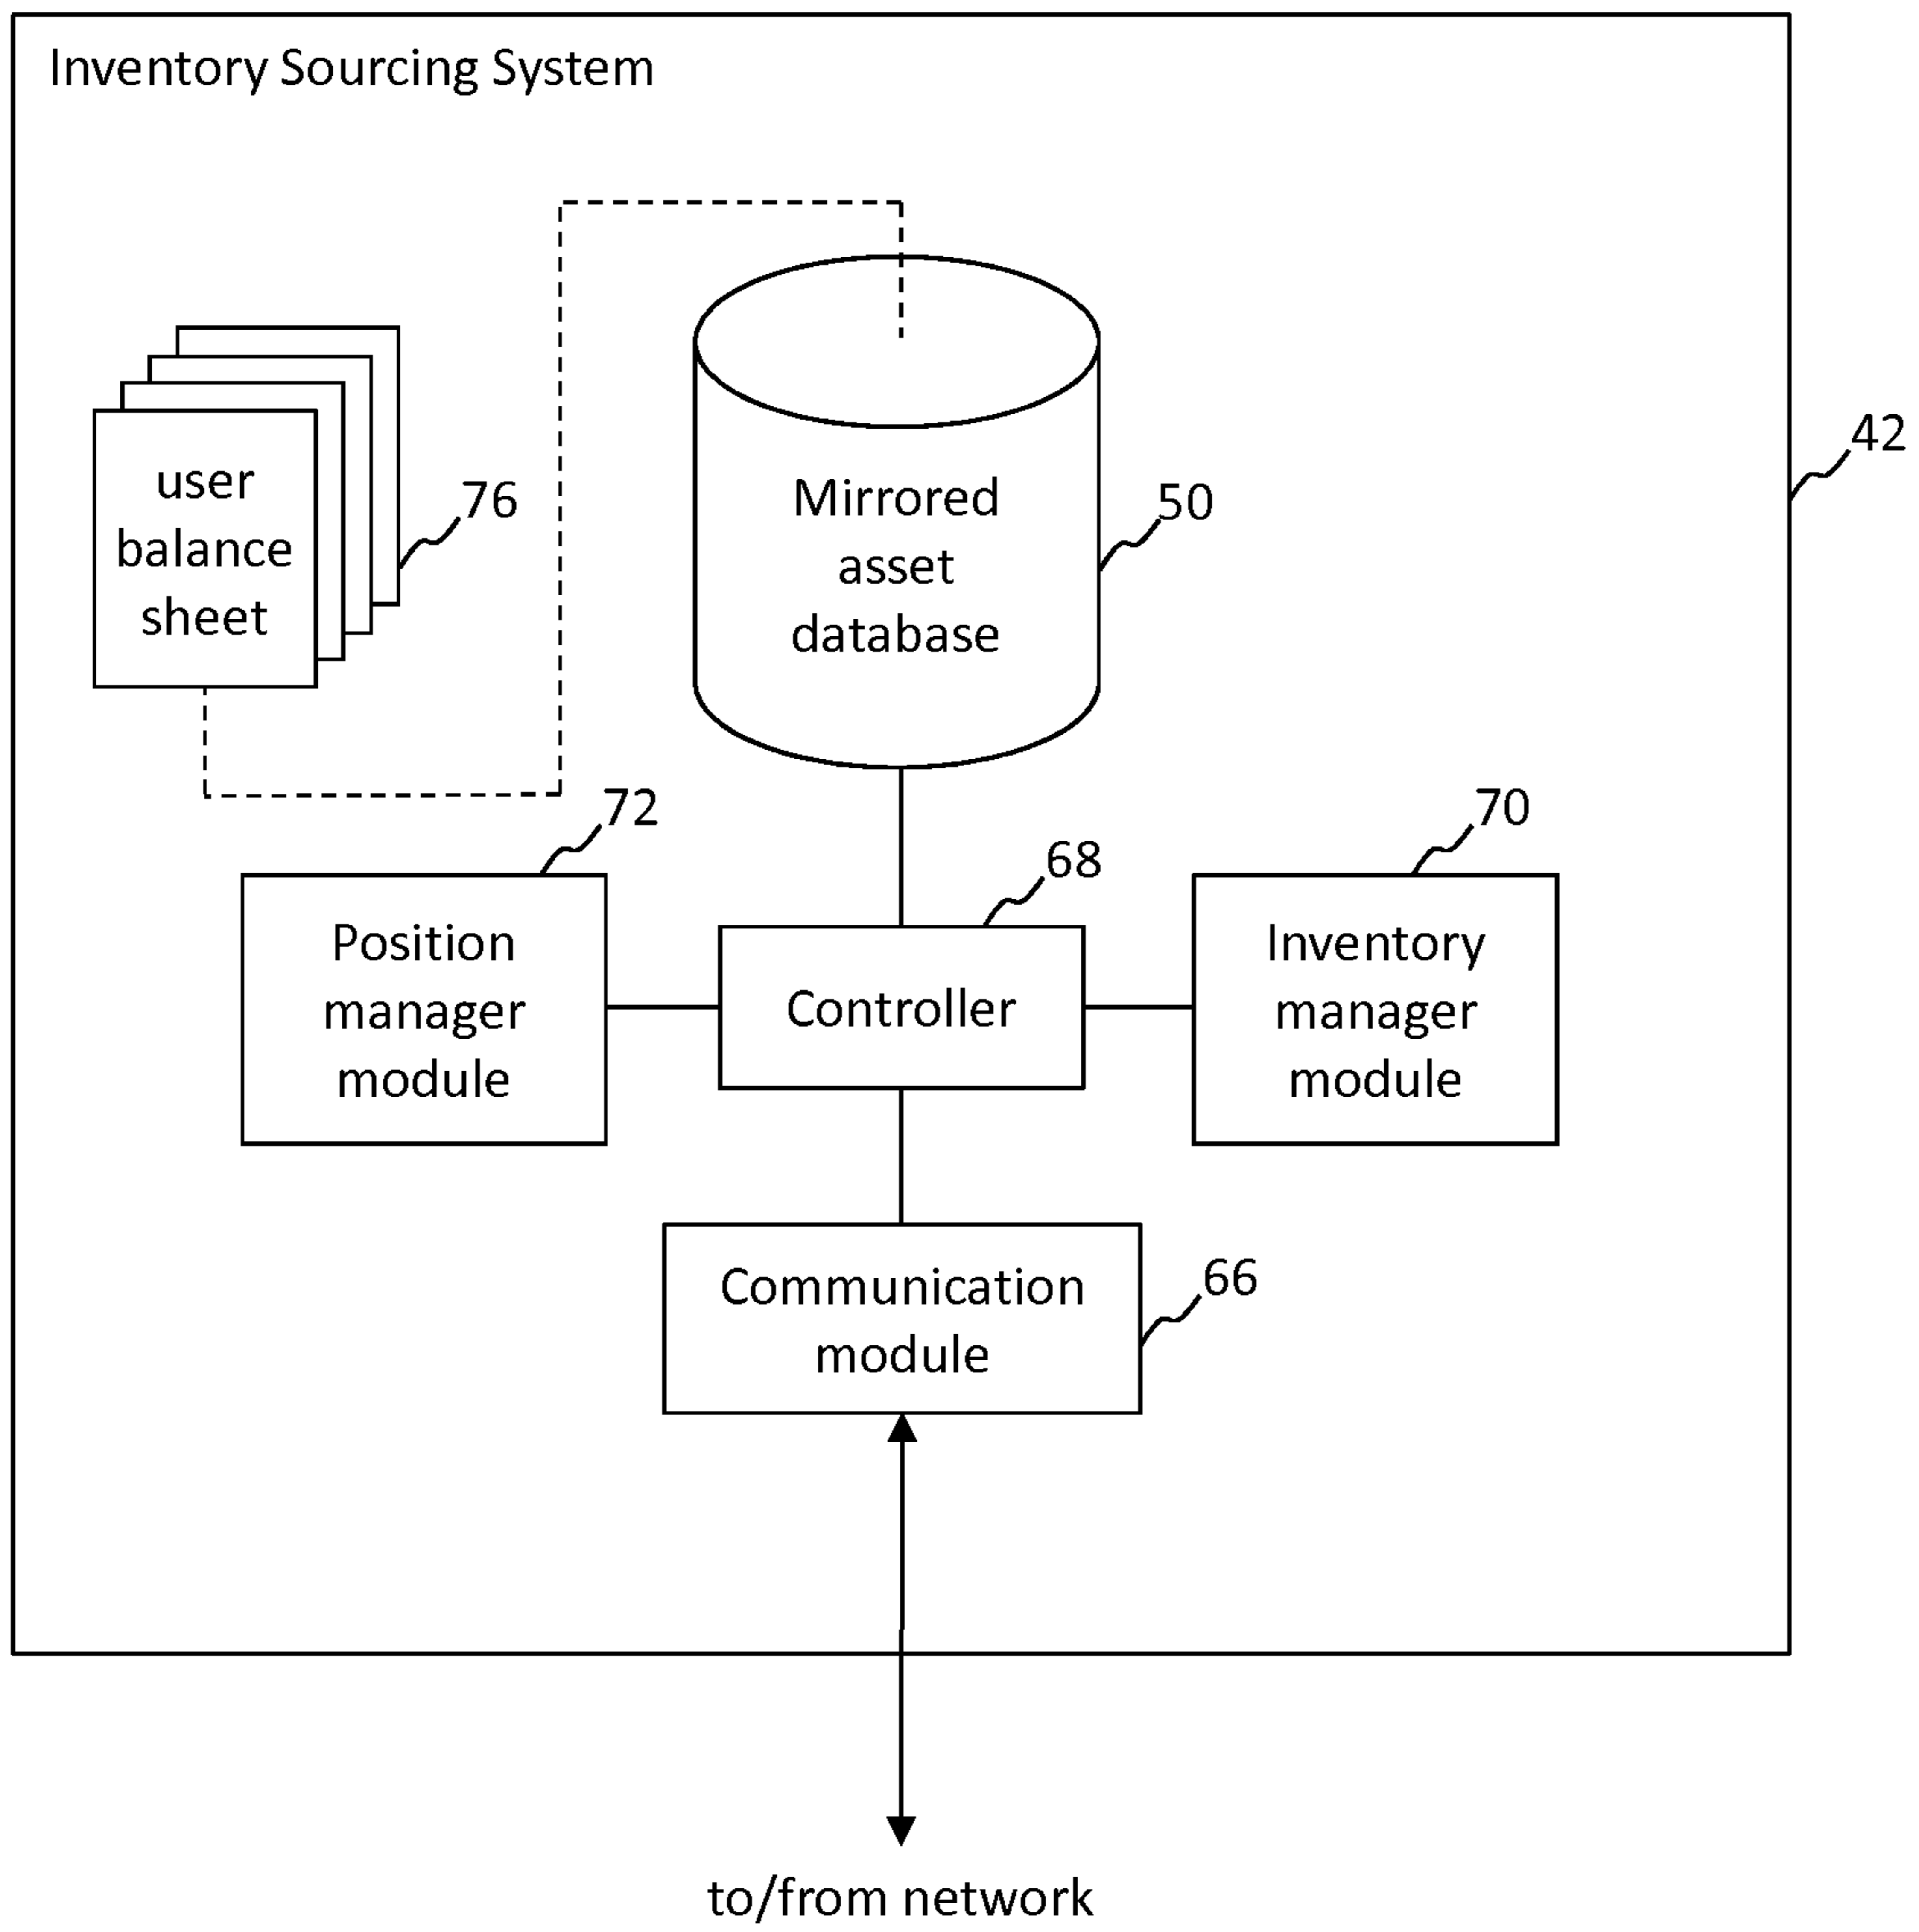 Inventory Sourcing System
42
user
balance
sheet
76
Mirrored
asset
database
50
72
68
70
Position
manager
module
Controller
Inventory
manager
module
Communication
module
66
to/from network